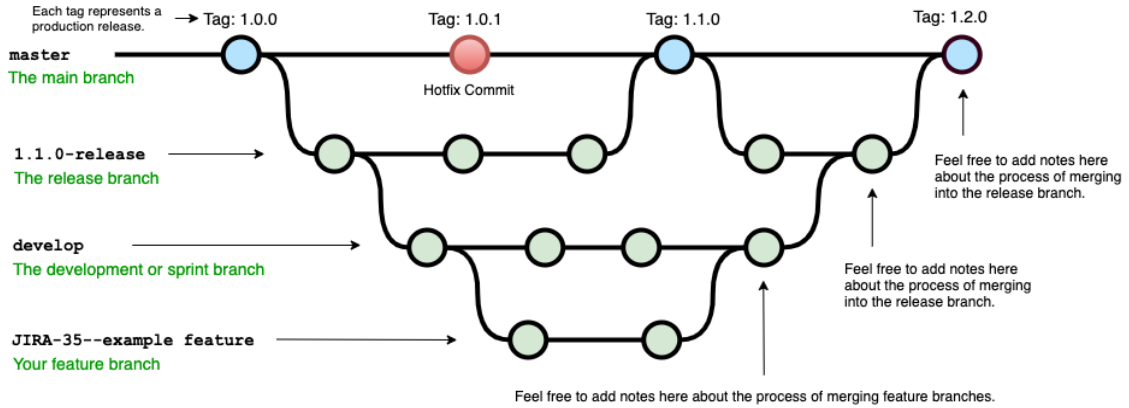 Each tag represents a
production release.
Tag: 1.0.0
Tag: 1.0.1
Tag: 1.1.0
Tag: 1.2.0
master
The main branch
Hotfix Commit
1.1.0-release
The release branch
Feel free to add notes here
about the process of merging
into the release branch.
develop
The development or sprint branch
Feel free to add notes here
about the process of merging
into the release branch.
JIRA-35--example feature
Your feature branch
Feel free to add notes here about the process of merging feature branches.